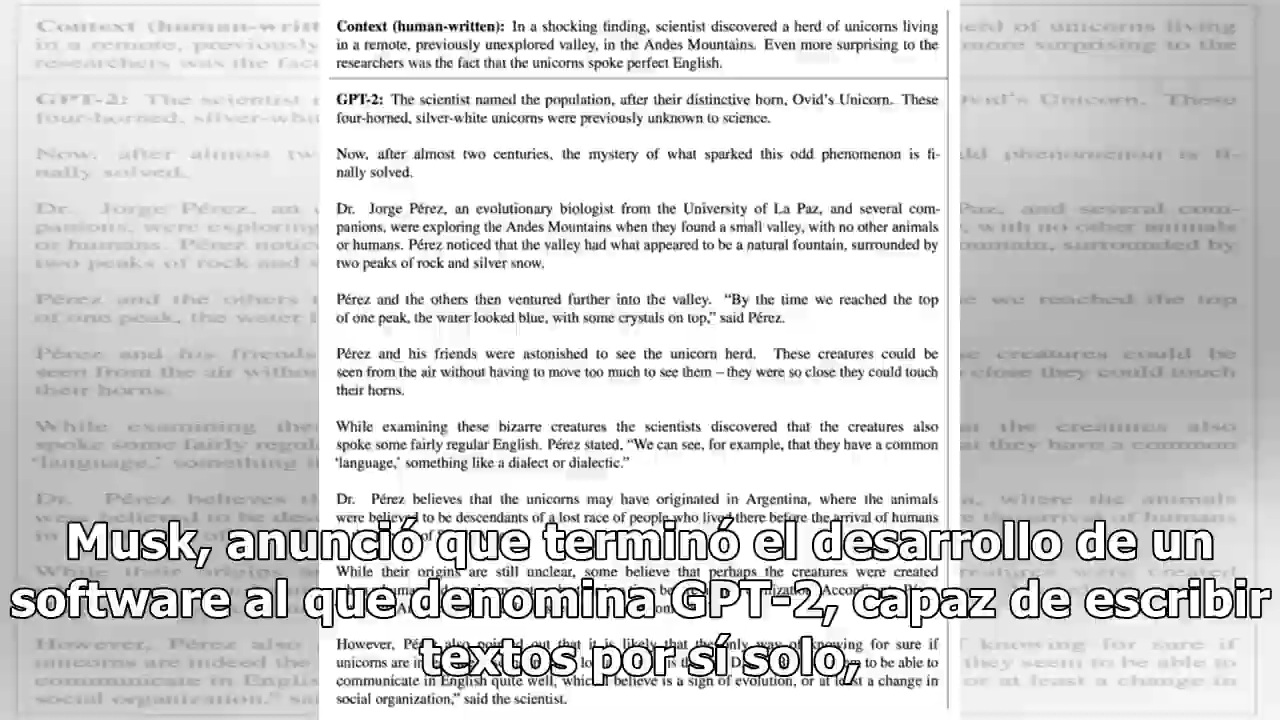 Context (human-written): In a shocking finding, scientist discovered a herd of unicorns living
in a remote, previously unexplored valley, in the Andes Mountains. Even more surprising to the
researchers was the fact that the unicorns spoke perfect English.
GPT-2: The scientist named the population, after their distinctive horn, Ovid's Unicorn. These
four-horned, silver-white unicorns were previously unknown to science.
Now, after almost two centuries, the mystery of what sparked this odd phenomenon is fi-
nally solved.
Dr. Jorge Pérez, an evolutionary biologist from the University of La Paz, and several com-
panions, were exploring the Andes Mountains when they found a small valley, with no other animals
or humans. Pérez noticed that the valley had what appeared to be a natural fountain, surrounded by
two peaks of rock and silver snow.
Pérez and the others then ventured further into the valley. "By the time we reached the top
of one peak, the water looked blue, with some crystals on top," said Pérez.
Pérez and his friends were astonished to see the unicorn herd. These creatures could be
seen from the air without having to move too much to see them – they were so close they could touch
their horns.
While examining these bizarre creatures the scientists discovered that the creatures also
spoke some fairly regular English. Pérez stated, "We can see, for example, that they have a common
'language,' something like a dialect or dialectic."
Dr. Pérez believes that the unicorns may have originated in Argentina, where the animals
were believed to be descendants of a lost race of people who lived there before the arrival of humans
Musk, anunció que terminó el desarrollo de un
While their origins are still unclear, some believe that perhaps the creatures were created
software al que denomina GPT-2, capaz de escribir
However, Pérez also pointed out that it is likely that the only way of knowing for sure if
textos por sí solo,
communicate in English quite well, which I believe is a sign of evolution, or at least a change in
social organization," said the scientist.